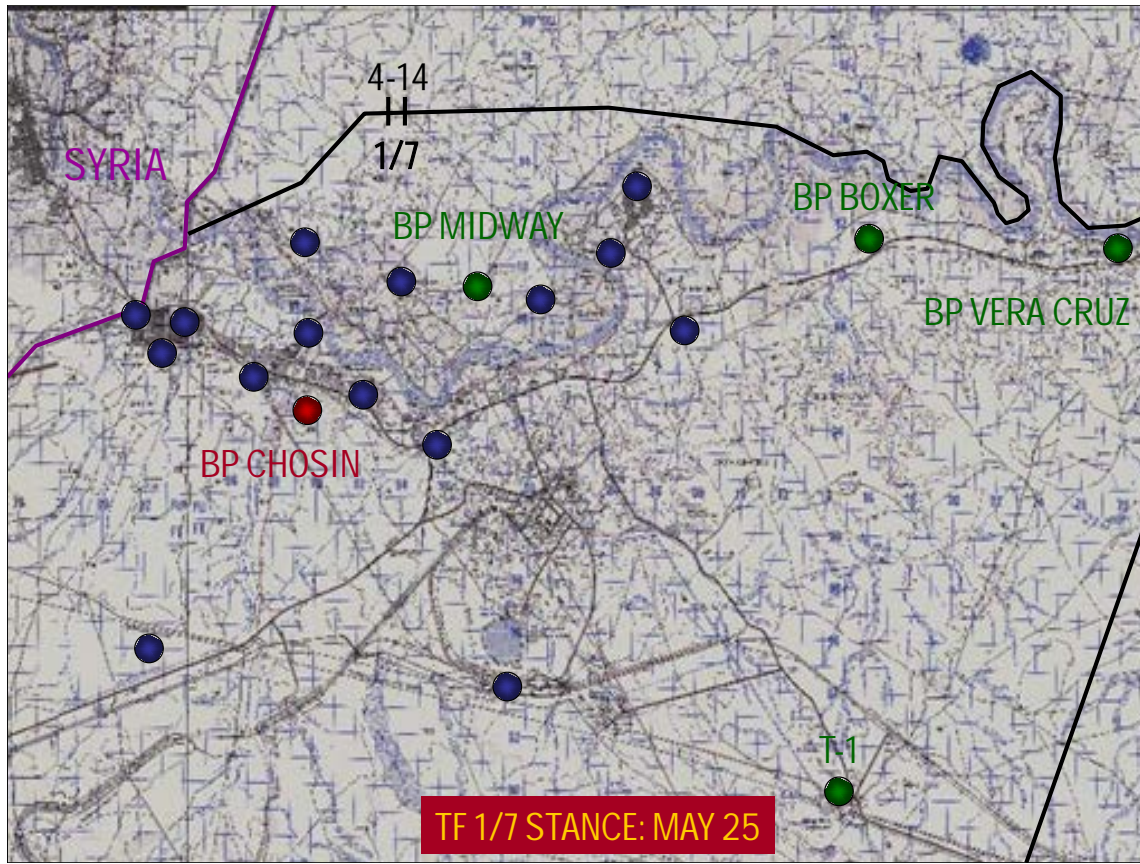 4-14
1/7
SYRIA
BP MIDWAY
BP BOXER
BP VERA CRUZ
BP CHOSIN
T-1
TF 1/7 STANCE: MAY 25